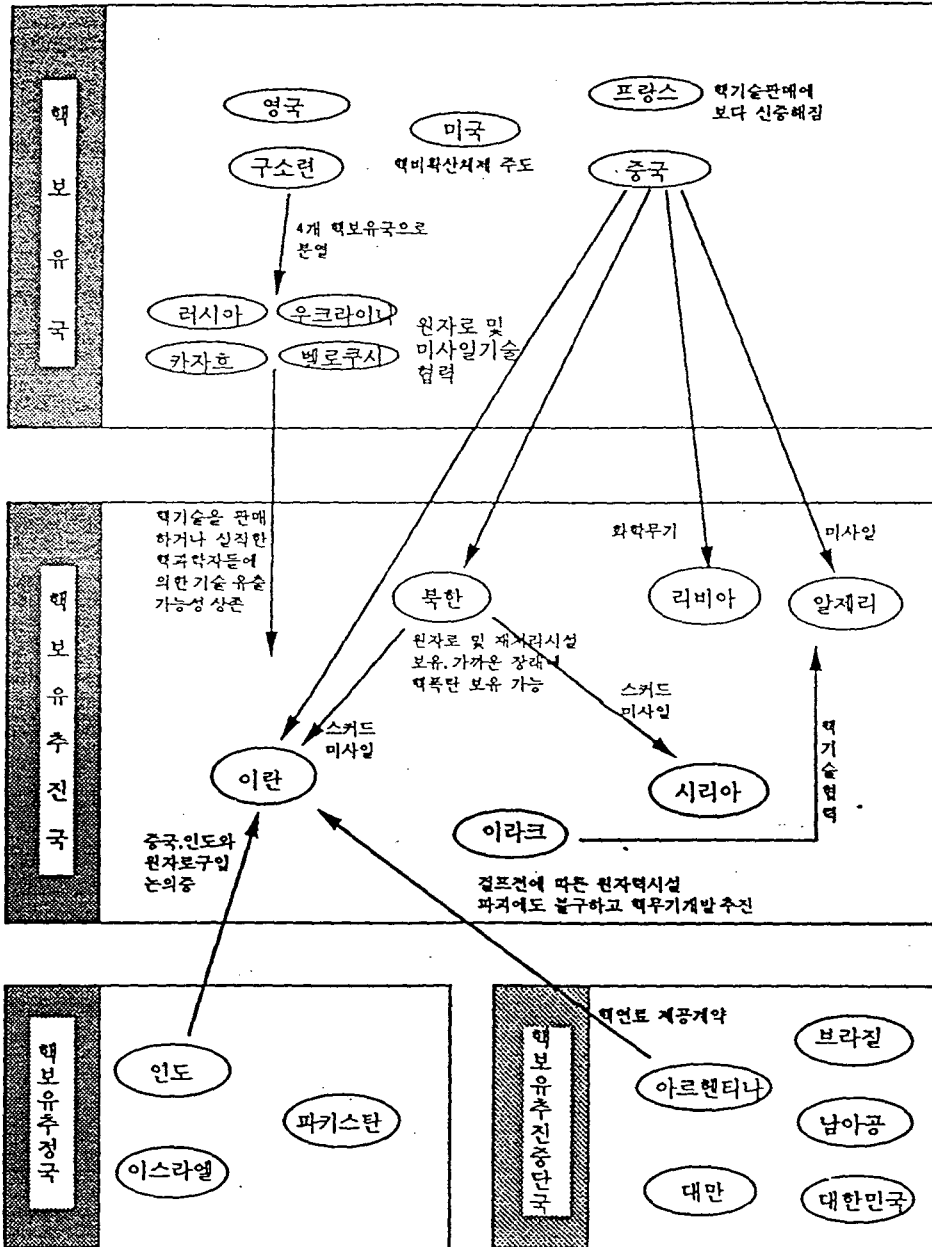 핵보유국
영국
미국
핵비확산체제 주도
프랑스
핵기술판매에
보다 신중해짐
구소련
중국
4개 핵보유국으로
분열
러시아
우크라이나
카자흐
벨로루시
원자로 및
미사일기술
협력
핵보유추진국
핵기술을 판매
하거나 실직한
핵과학자들에
의한 기술 유출
가능성 상존
북한
원자로 및 재처리시설
보유, 가까운 장래에
핵폭탄 보유 가능
화학무기
리비아
미사일
알제리
스커드
미사일
스커드
미사일
이란
시리아
핵기술협력
이라크
중국,인도와
원자로구입
논의중
걸프전에 따른 원자력시설
파괴에도 불구하고 핵무기개발 추진
핵보유추정국
인도
파키스탄
이스라엘
핵보유추진중단국
핵연료 제공계약
브라질
아르헨티나
남아공
대만
대한민국